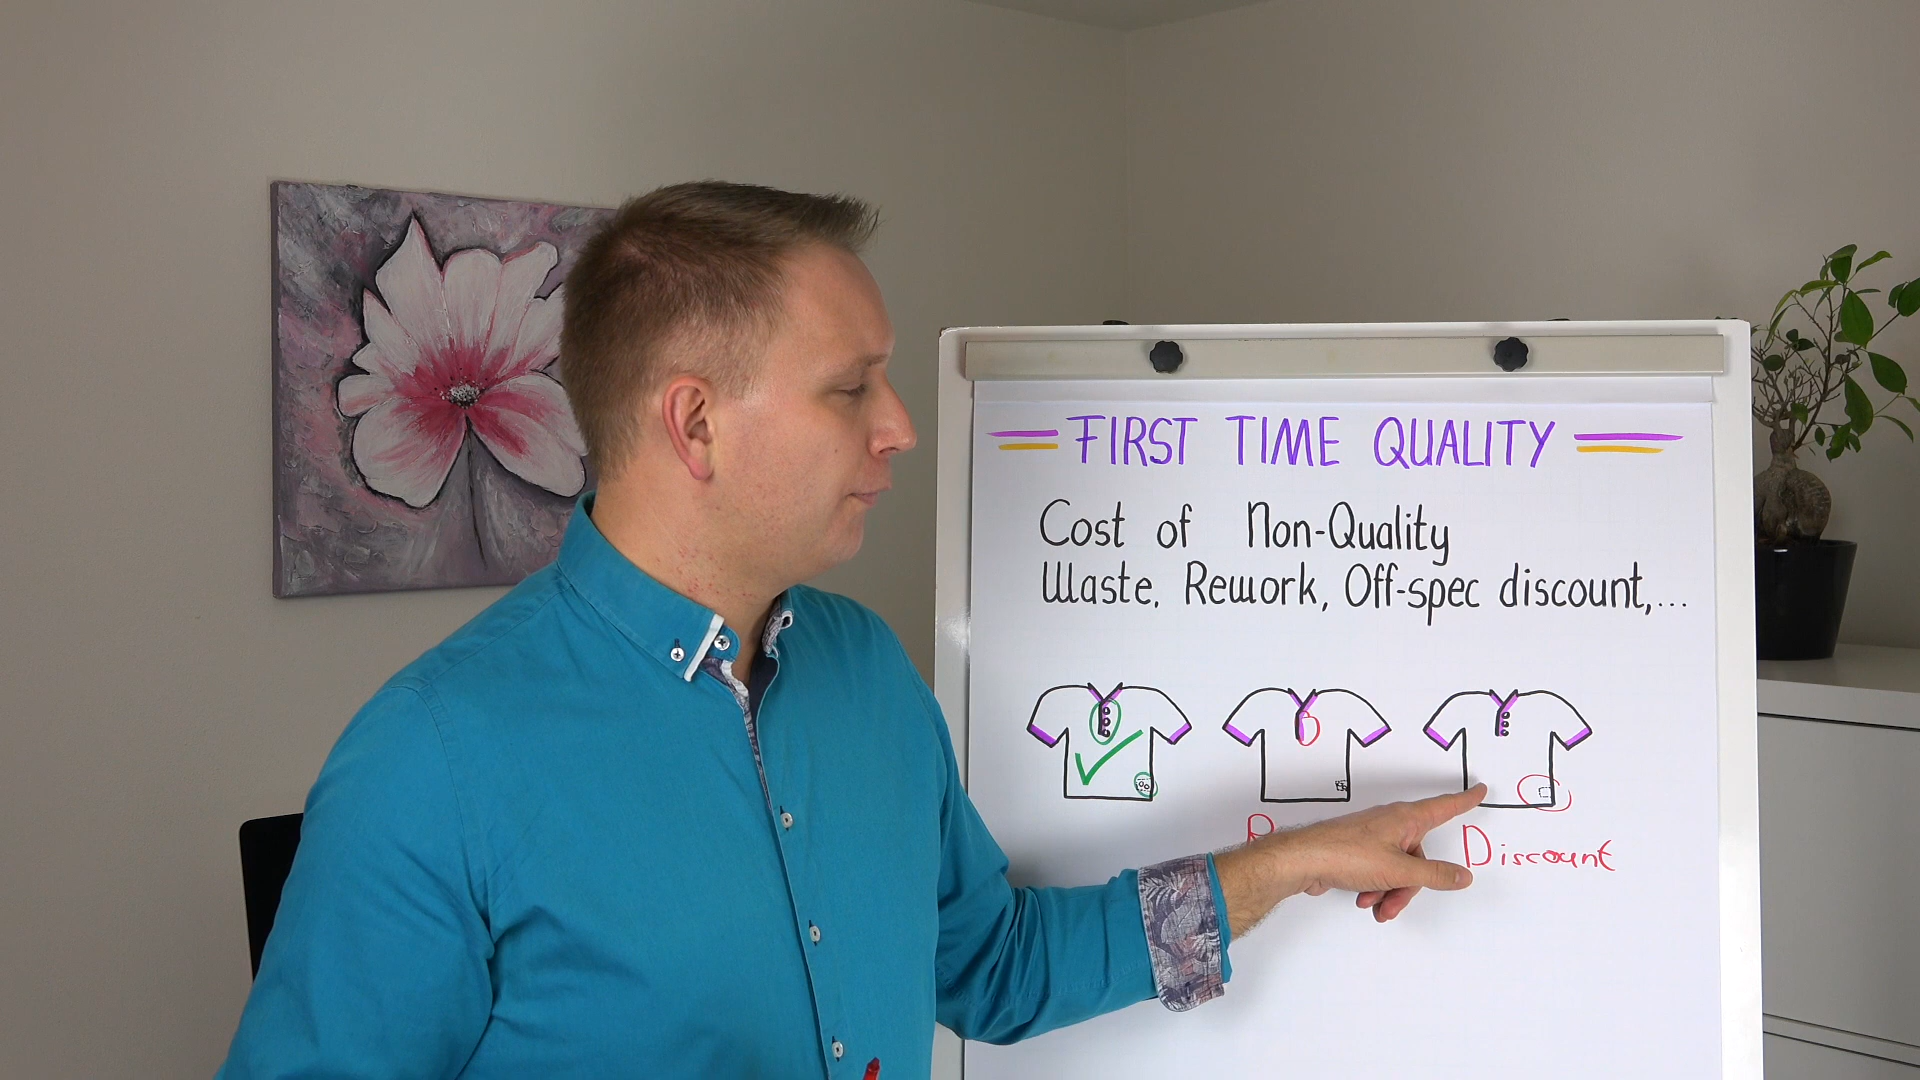 FIRST TIME QUALITY
Cost of Non-Quality
Waste, Rework, Off-spec discount,...
Discount